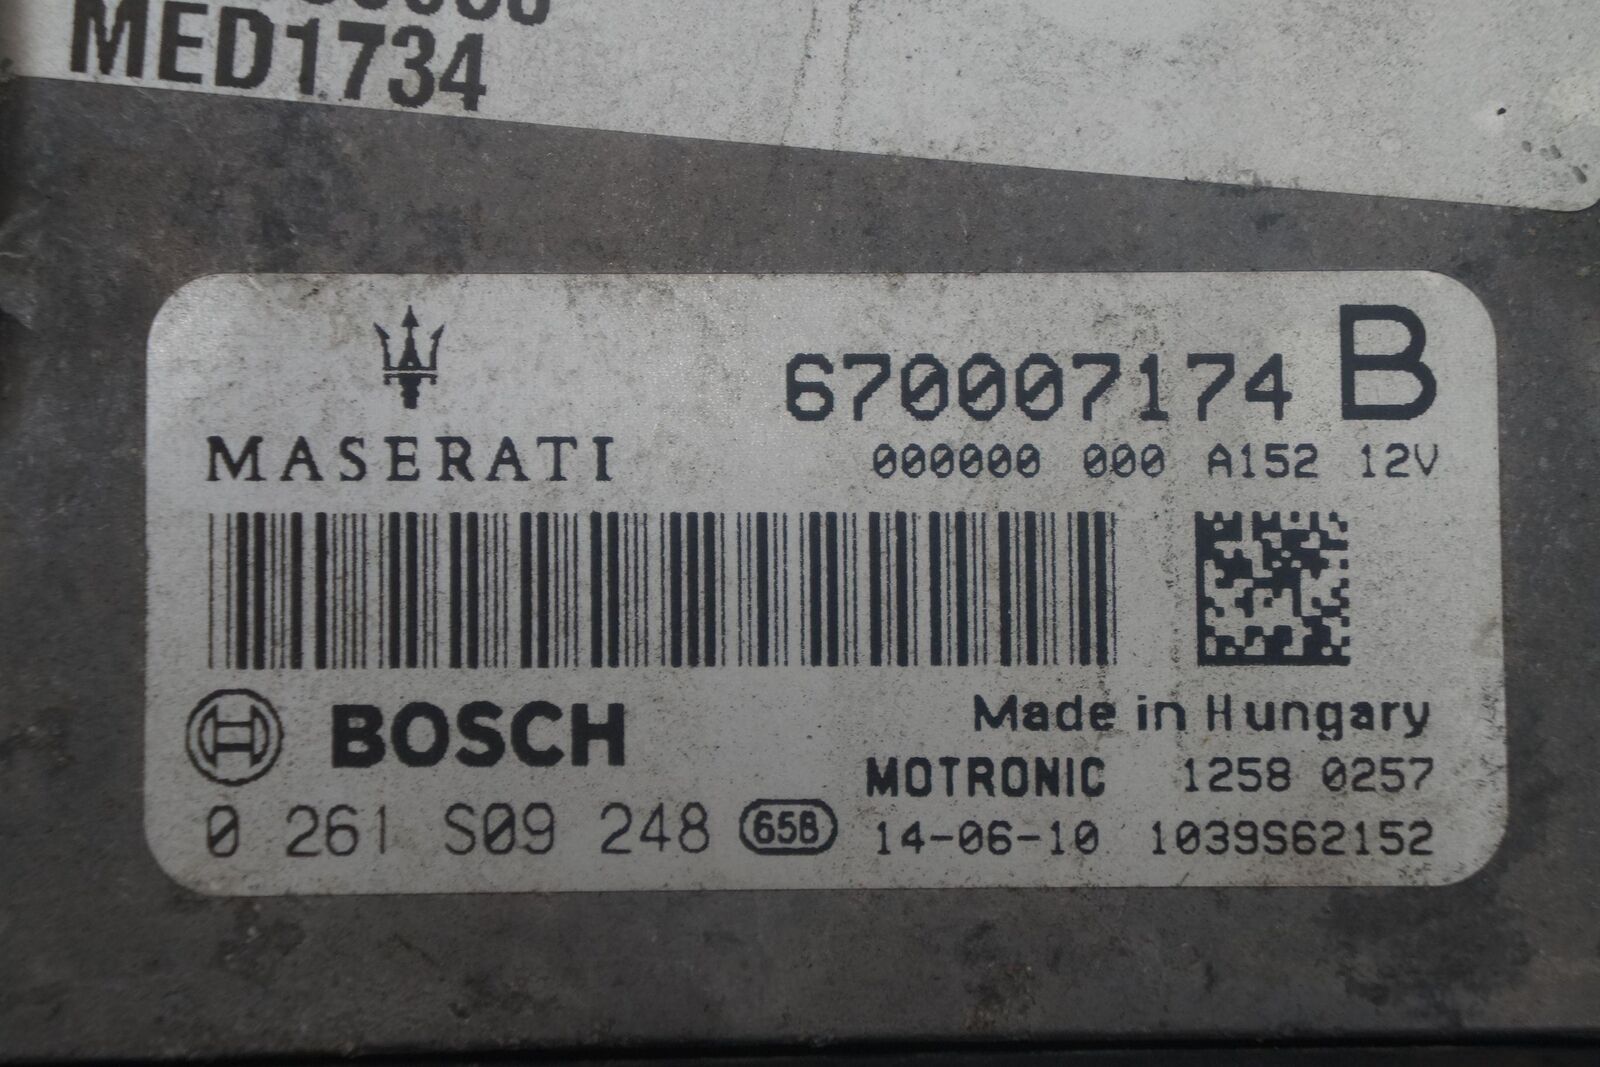 MED1734
670007174 B
MASERATI
000000 000 A152 12V
BOSCH
Made in Hungary
MOTRONIC 1258 0257
0 261 S09 248 65B 14-06-10 1039S62152